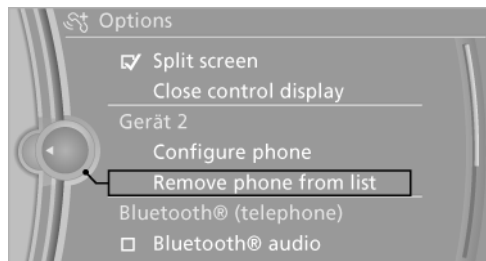 Options
Split screen
Close control display
Gerät 2
Configure phone
Remove phone from list
Bluetooth® (telephone)
Bluetooth® audio